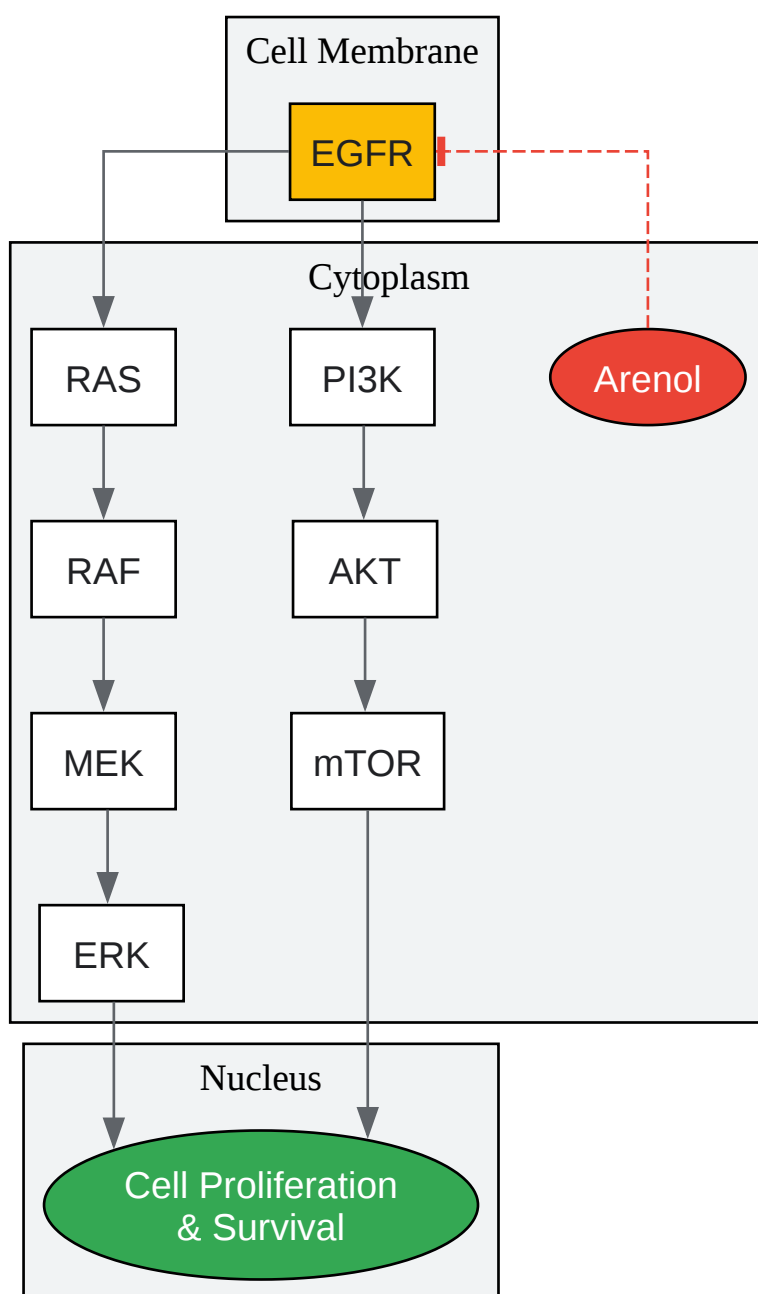 Cell Membrane
EGFR
Cytoplasm
RAS
PI3K
Arenol
RAF
AKT
MEK
mTOR
ERK
Nucleus
Cell Proliferation
& Survival